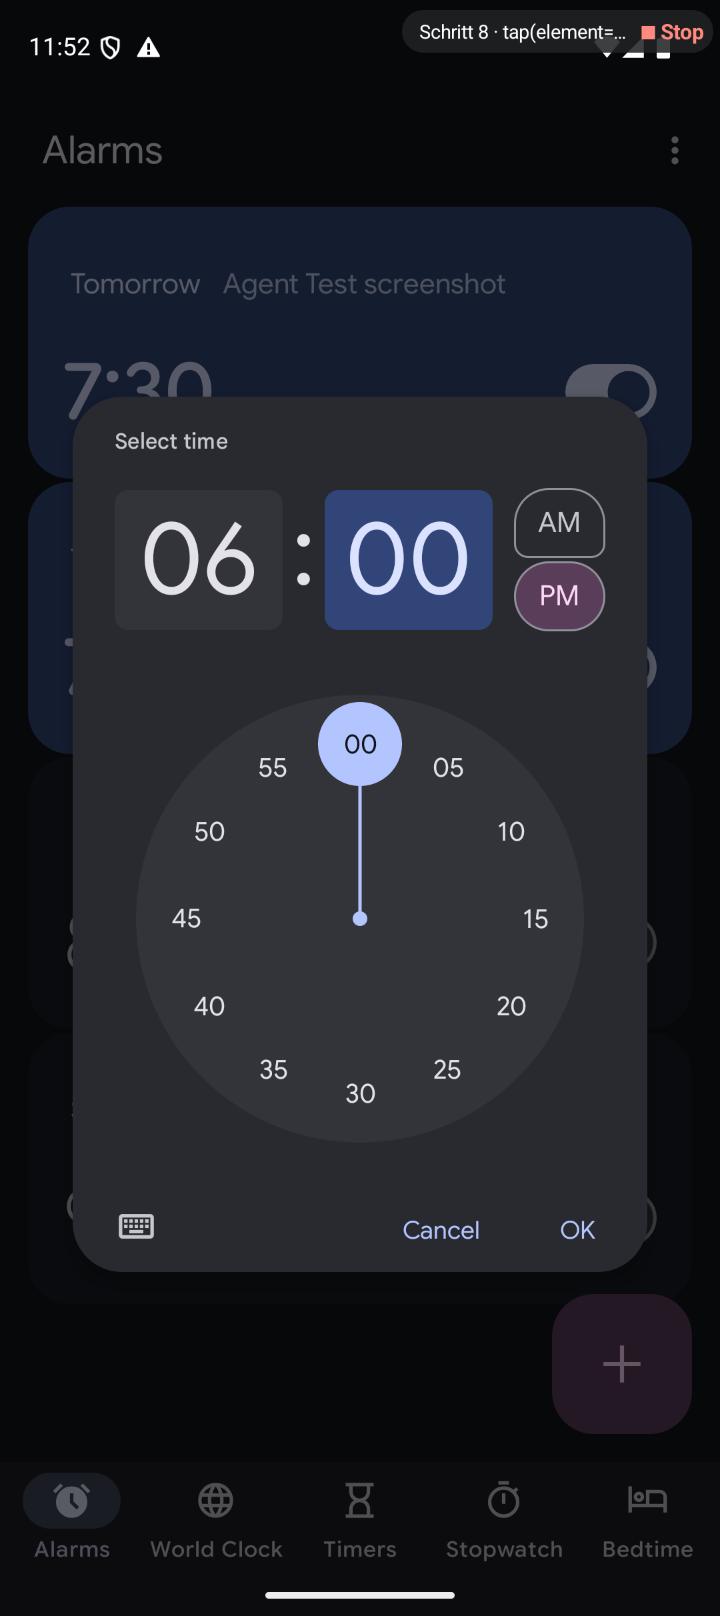 11:52
Schritt 8 · tap(element=… Stop
Alarms
Tomorrow Agent Test screenshot
7:30
Select time
06 : 00
AM
PM
00
05
10
15
20
25
30
35
40
45
50
55
Cancel OK
Alarms World Clock Timers Stopwatch Bedtime